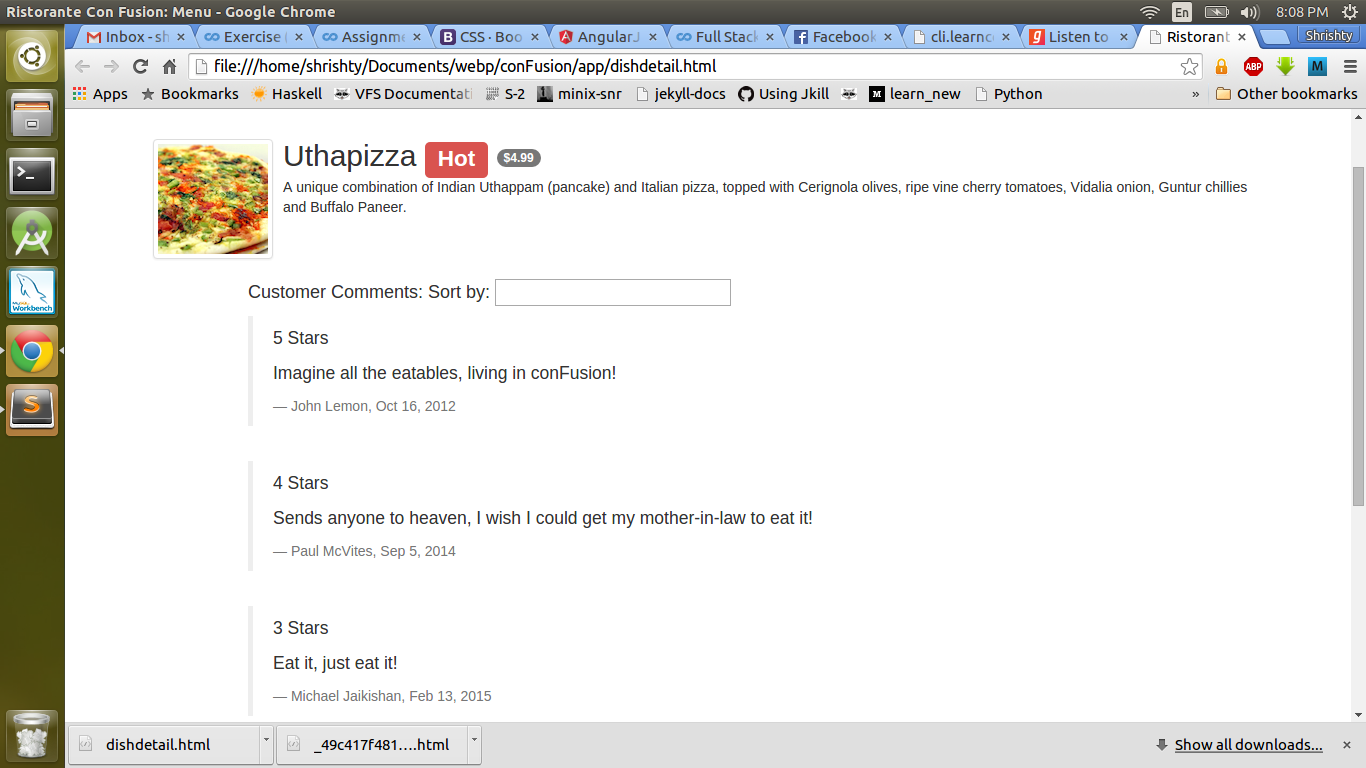 Ristorante Con Fusion: Menu - Google Chrome
En
8:08 PM
Inbox - sh
Exercise (
Assignme
CSS · Boo
AngularJ
Full Stack
Facebook
cli.learnco
Listen to
Ristorant
Shrishty
file:///home/shrishty/Documents/webp/conFusion/app/dishdetail.html
ABP
M
Apps
Bookmarks
Haskell
VFS Documentati
S-2
minix-snr
jekyll-docs
Using Jkill
learn_new
Python
»
Other bookmarks
Uthapizza Hot $4.99
A unique combination of Indian Uthappam (pancake) and Italian pizza, topped with Cerignola olives, ripe vine cherry tomatoes, Vidalia onion, Guntur chillies
and Buffalo Paneer.
Workbench
Customer Comments: Sort by:
5 Stars
Imagine all the eatables, living in conFusion!
— John Lemon, Oct 16, 2012
4 Stars
Sends anyone to heaven, I wish I could get my mother-in-law to eat it!
— Paul McVites, Sep 5, 2014
3 Stars
Eat it, just eat it!
— Michael Jaikishan, Feb 13, 2015
dishdetail.html
_49c417f481....html
Show all downloads...